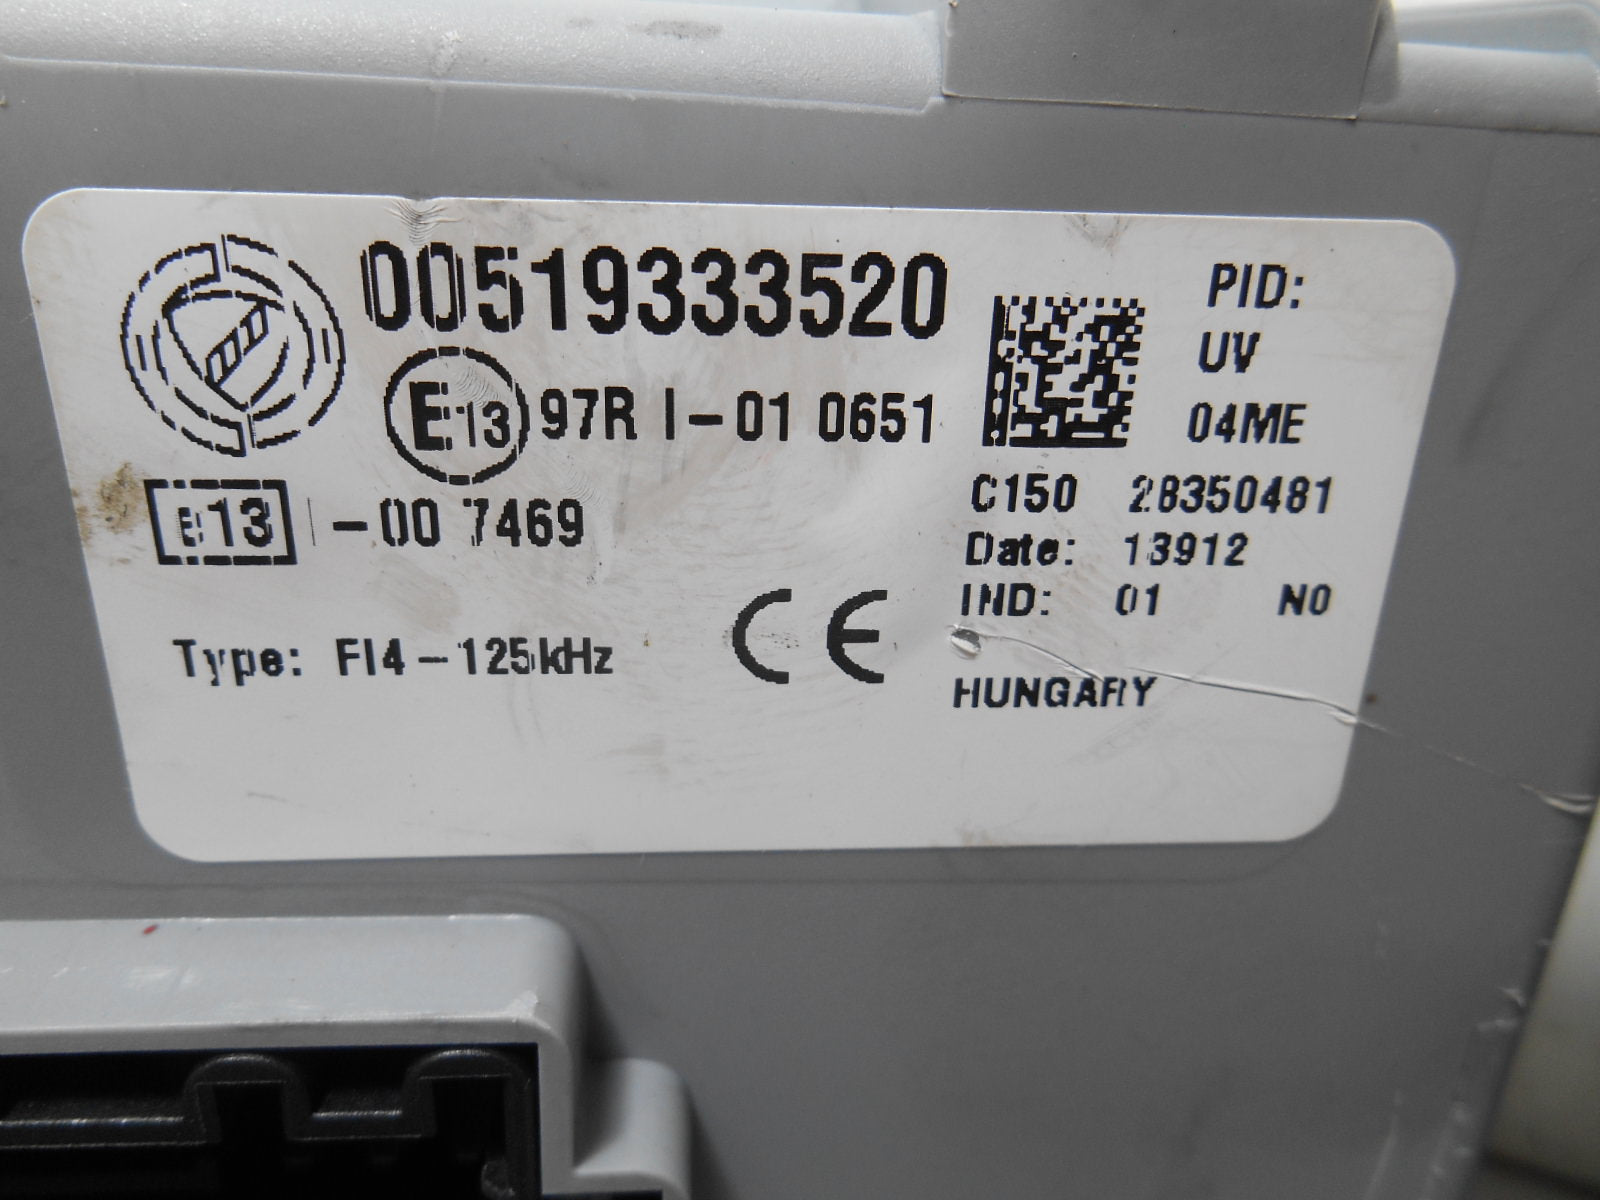 00519333520
E13 97R I-01 0651
e13 I-00 7469
Type: FI4-125kHz
CE
PID:
UV
04ME
C150 28350481
Date: 13912
IND: 01 N0
HUNGARY